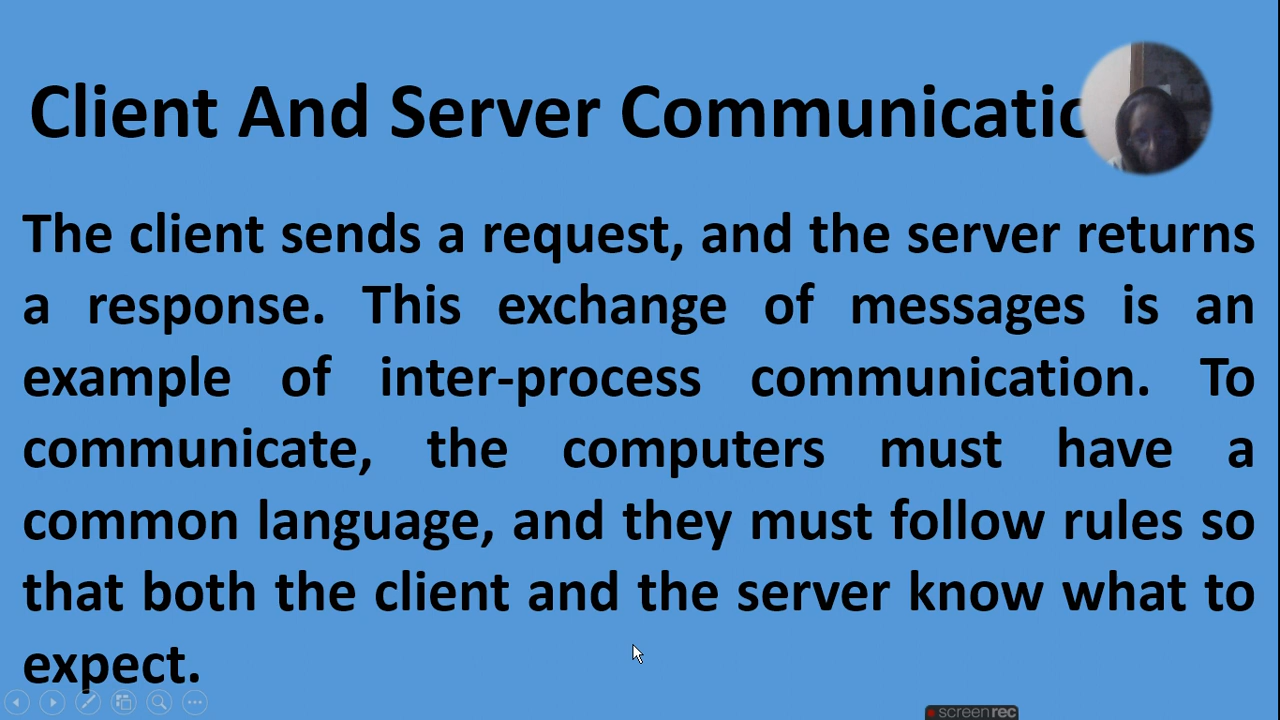 Client And Server Communicatio
The client sends a request, and the server returns
a response. This exchange of messages is an
example of inter-process communication. To
communicate, the computers must have a
common language, and they must follow rules so
that both the client and the server know what to
expect.
screenrec